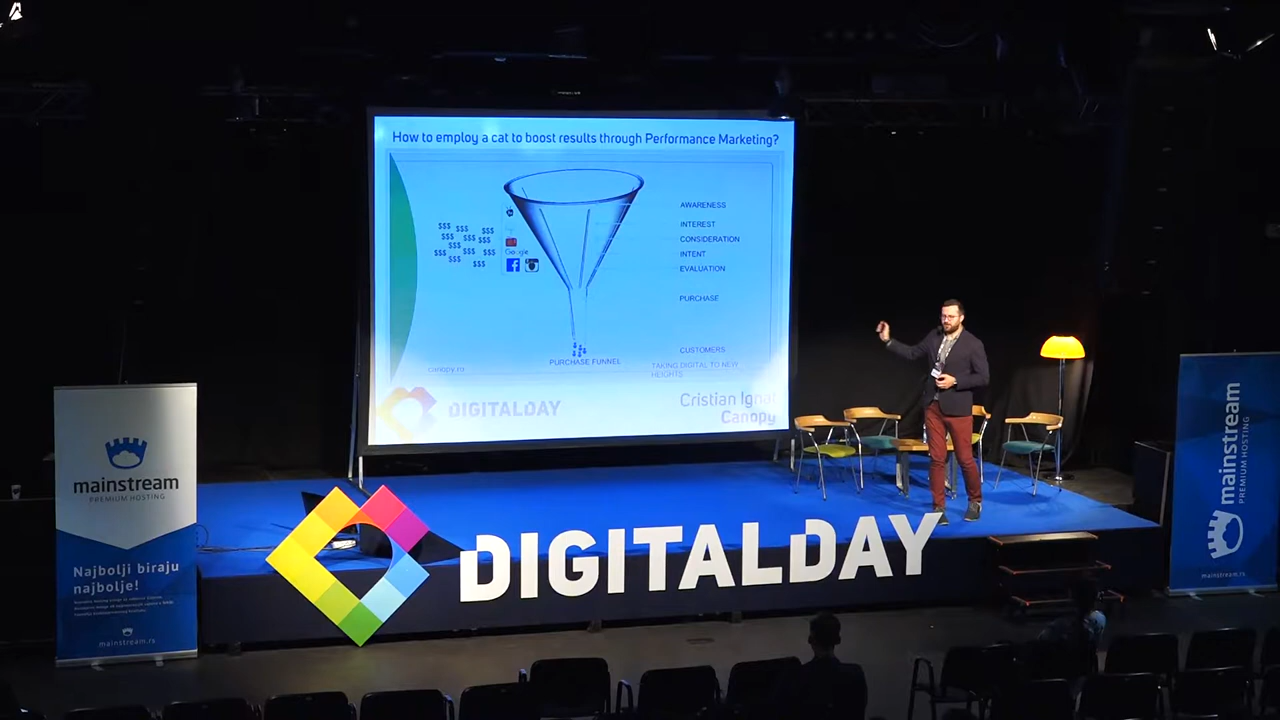 How to employ a cat to boost results through Performance Marketing?
AWARENESS
INTEREST
CONSIDERATION
INTENT
EVALUATION
PURCHASE
CUSTOMERS
$$$ $$$ $$$
$$$ $$$ $$$
$$$
$$$ $$$ $$$
$$$
$$$
Google
PURCHASE FUNNEL
canopy.ro
TAKING DIGITAL TO NEW
HEIGHTS
DIGITALDAY
Cristian Ignat
Canopy
mainstream
PREMIUM HOSTING
Najbolji biraju
najbolje!
mainstream.rs
DIGITALDAY
mainstream
PREMIUM HOSTING
mainstream.rs